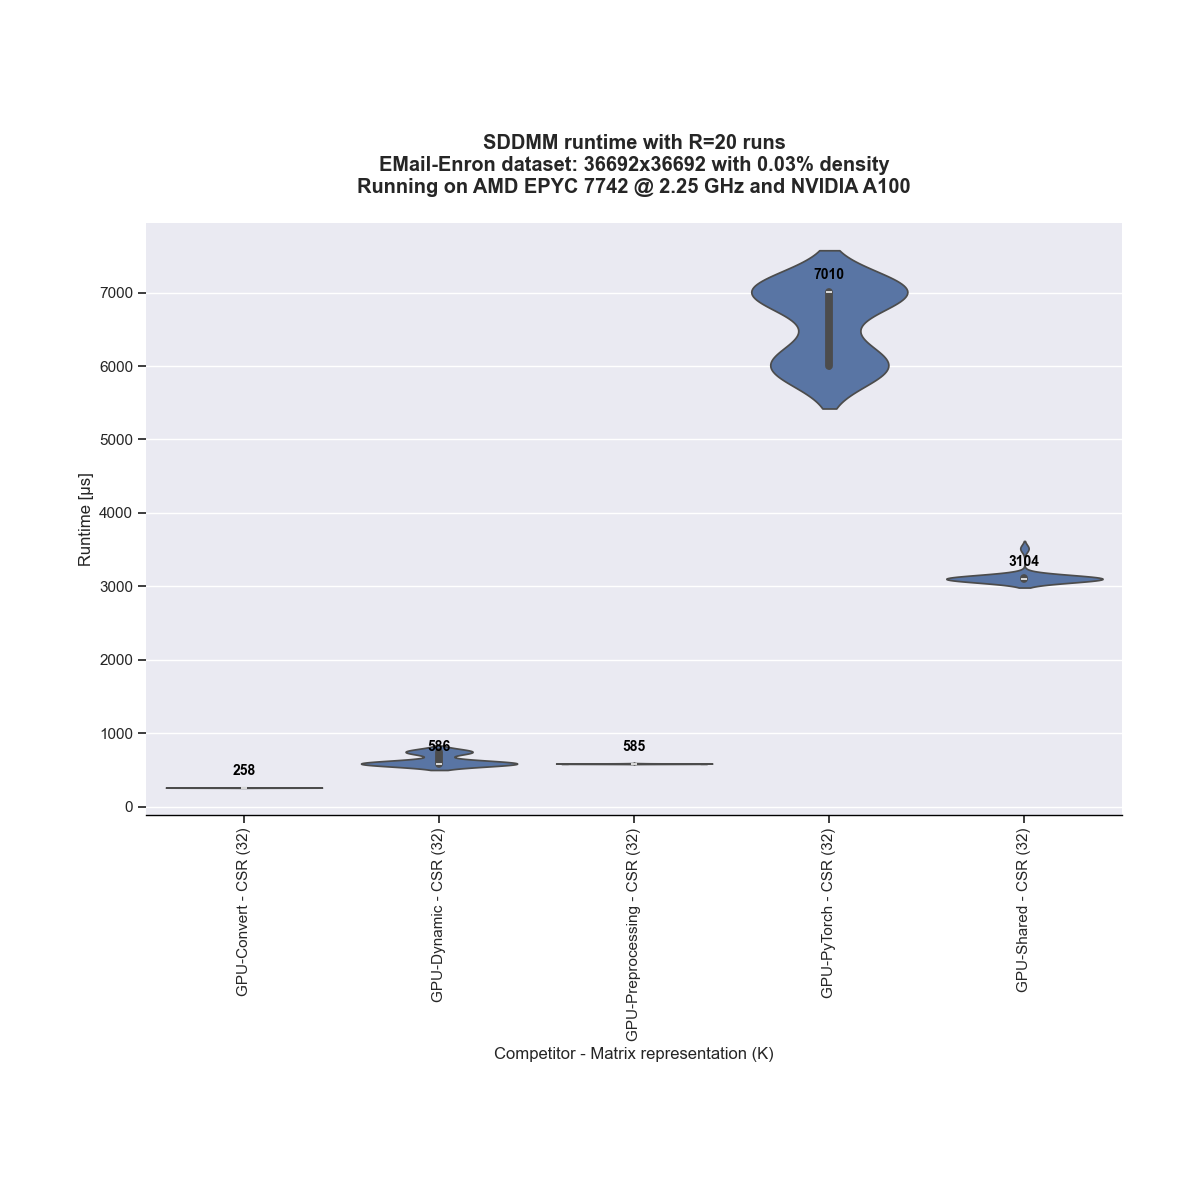 SDDMM runtime with R=20 runs
EMail-Enron dataset: 36692x36692 with 0.03% density
Running on AMD EPYC 7742 @ 2.25 GHz and NVIDIA A100
Runtime [µs]
7000
6000
5000
4000
3000
2000
1000
0
258
586
585
7010
3104
GPU-Convert - CSR (32)
GPU-Dynamic - CSR (32)
GPU-Preprocessing - CSR (32)
GPU-PyTorch - CSR (32)
GPU-Shared - CSR (32)
Competitor - Matrix representation (K)